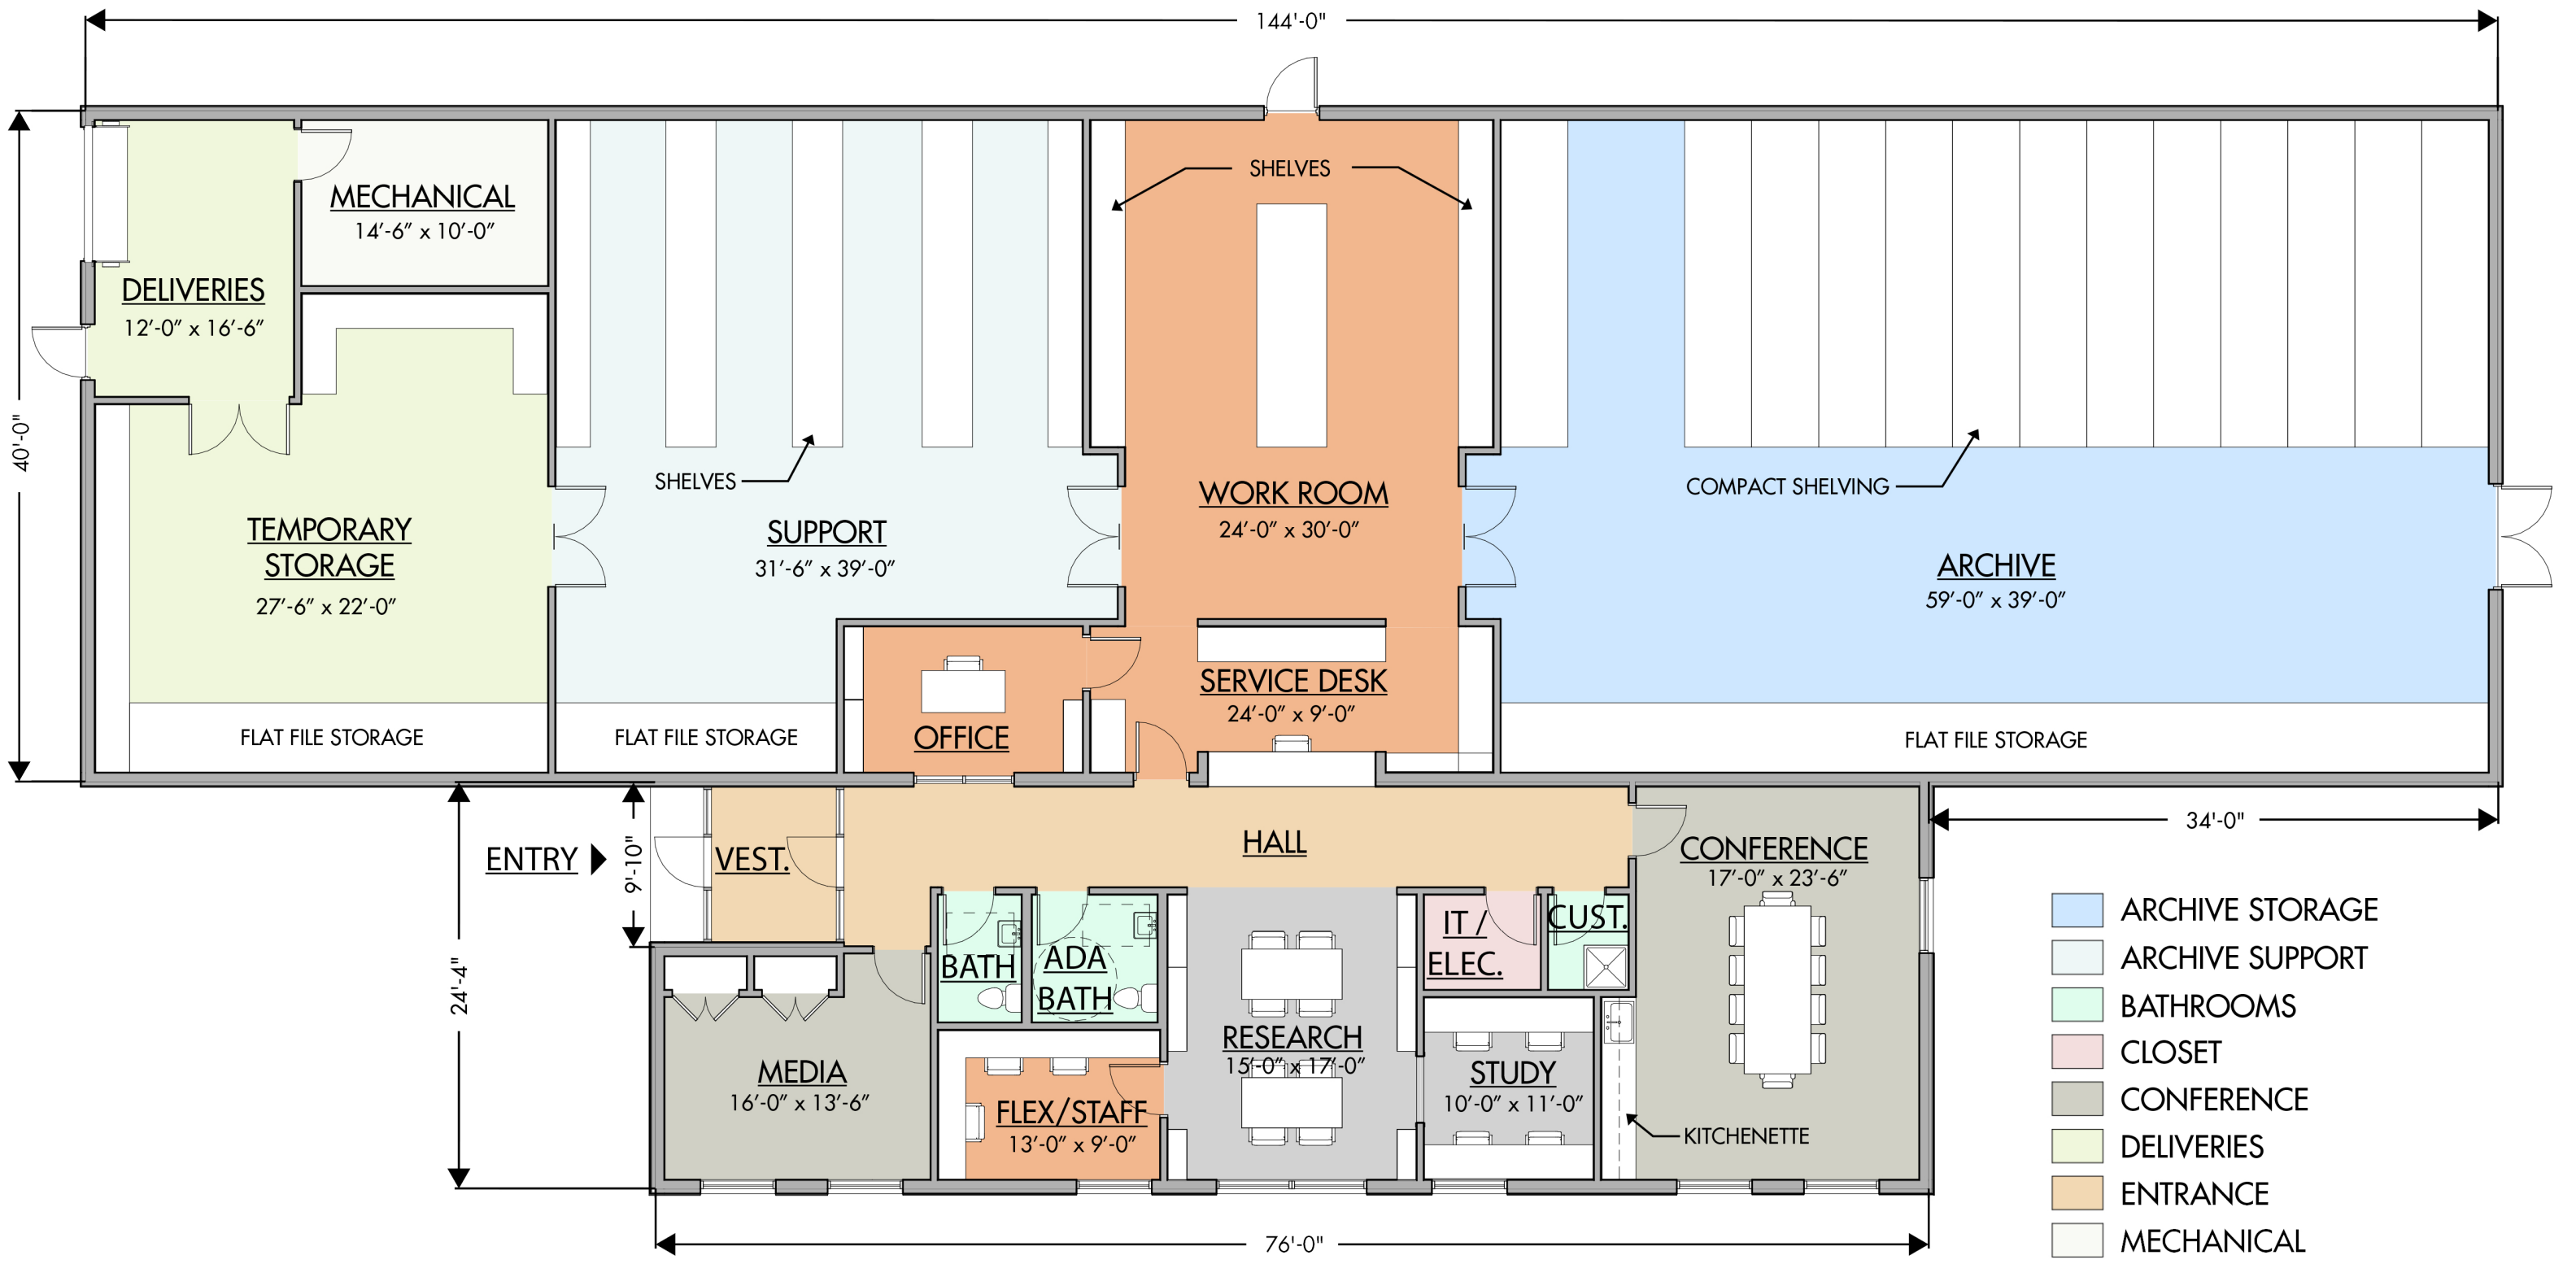 144'-0"
SHELVES
MECHANICAL
14′-6″ x 10′-0″
DELIVERIES
12′-0″ x 16′-6″
40'-0"
SHELVES
COMPACT SHELVING
WORK ROOM
24′-0″ x 30′-0″
TEMPORARY
STORAGE
27′-6″ x 22′-0″
SUPPORT
31′-6″ x 39′-0″
ARCHIVE
59′-0″ x 39′-0″
SERVICE DESK
24′-0″ x 9′-0″
OFFICE
FLAT FILE STORAGE
FLAT FILE STORAGE
FLAT FILE STORAGE
34'-0"
ENTRY
9'-10"
VEST.
HALL
CONFERENCE
17′-0″ x 23′-6″
24'-4"
BATH
ADA
BATH
IT /
ELEC.
CUST.
RESEARCH
15′-0″ x 17′-0″
MEDIA
16′-0″ x 13′-6″
FLEX/STAFF
13′-0″ x 9′-0″
STUDY
10′-0″ x 11′-0″
KITCHENETTE
76'-0"
ARCHIVE STORAGE
ARCHIVE SUPPORT
BATHROOMS
CLOSET
CONFERENCE
DELIVERIES
ENTRANCE
MECHANICAL